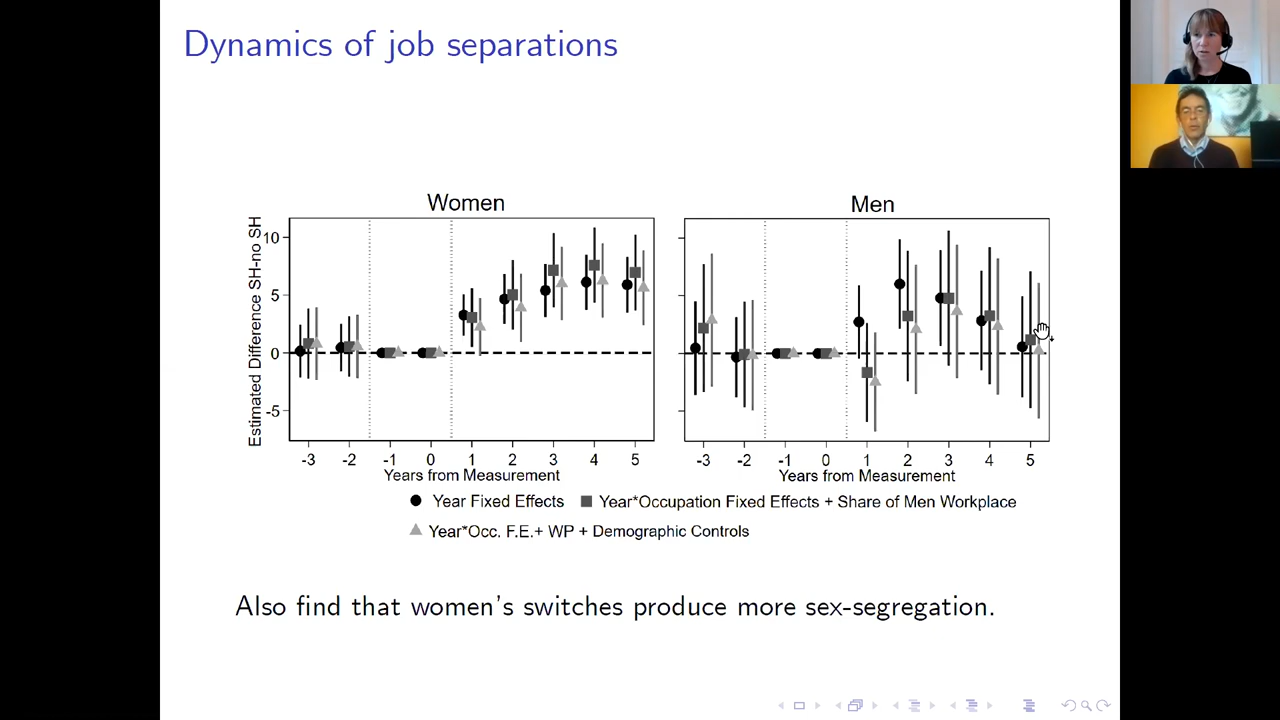 Dynamics of job separations
Women
Men
Estimated Difference SH-no SH
10
5
0
-5
-3 -2 -1 0 1 2 3 4 5
Years from Measurement
-3 -2 -1 0 1 2 3 4 5
Years from Measurement
Year Fixed Effects Year*Occupation Fixed Effects + Share of Men Workplace
Year*Occ. F.E.+ WP + Demographic Controls
Also find that women's switches produce more sex-segregation.